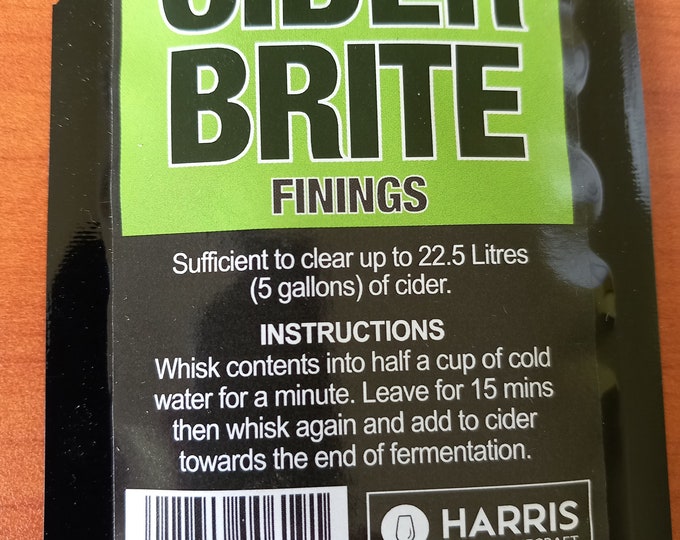 CIDER
BRITE
FININGS
Sufficient to clear up to 22.5 Litres
(5 gallons) of cider.
INSTRUCTIONS
Whisk contents into half a cup of cold
water for a minute. Leave for 15 mins
then whisk again and add to cider
towards the end of fermentation.
HARRIS